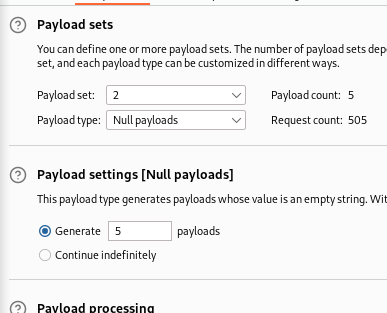 Payload sets
You can define one or more payload sets. The number of payload sets
set, and each payload type can be customized in different ways.
Payload set: 2 Payload count: 5
Payload type: Null payloads Request count: 505
Payload settings [Null payloads]
This payload type generates payloads whose value is an empty string.
Generate 5 payloads
Continue indefinitely
Payload processing